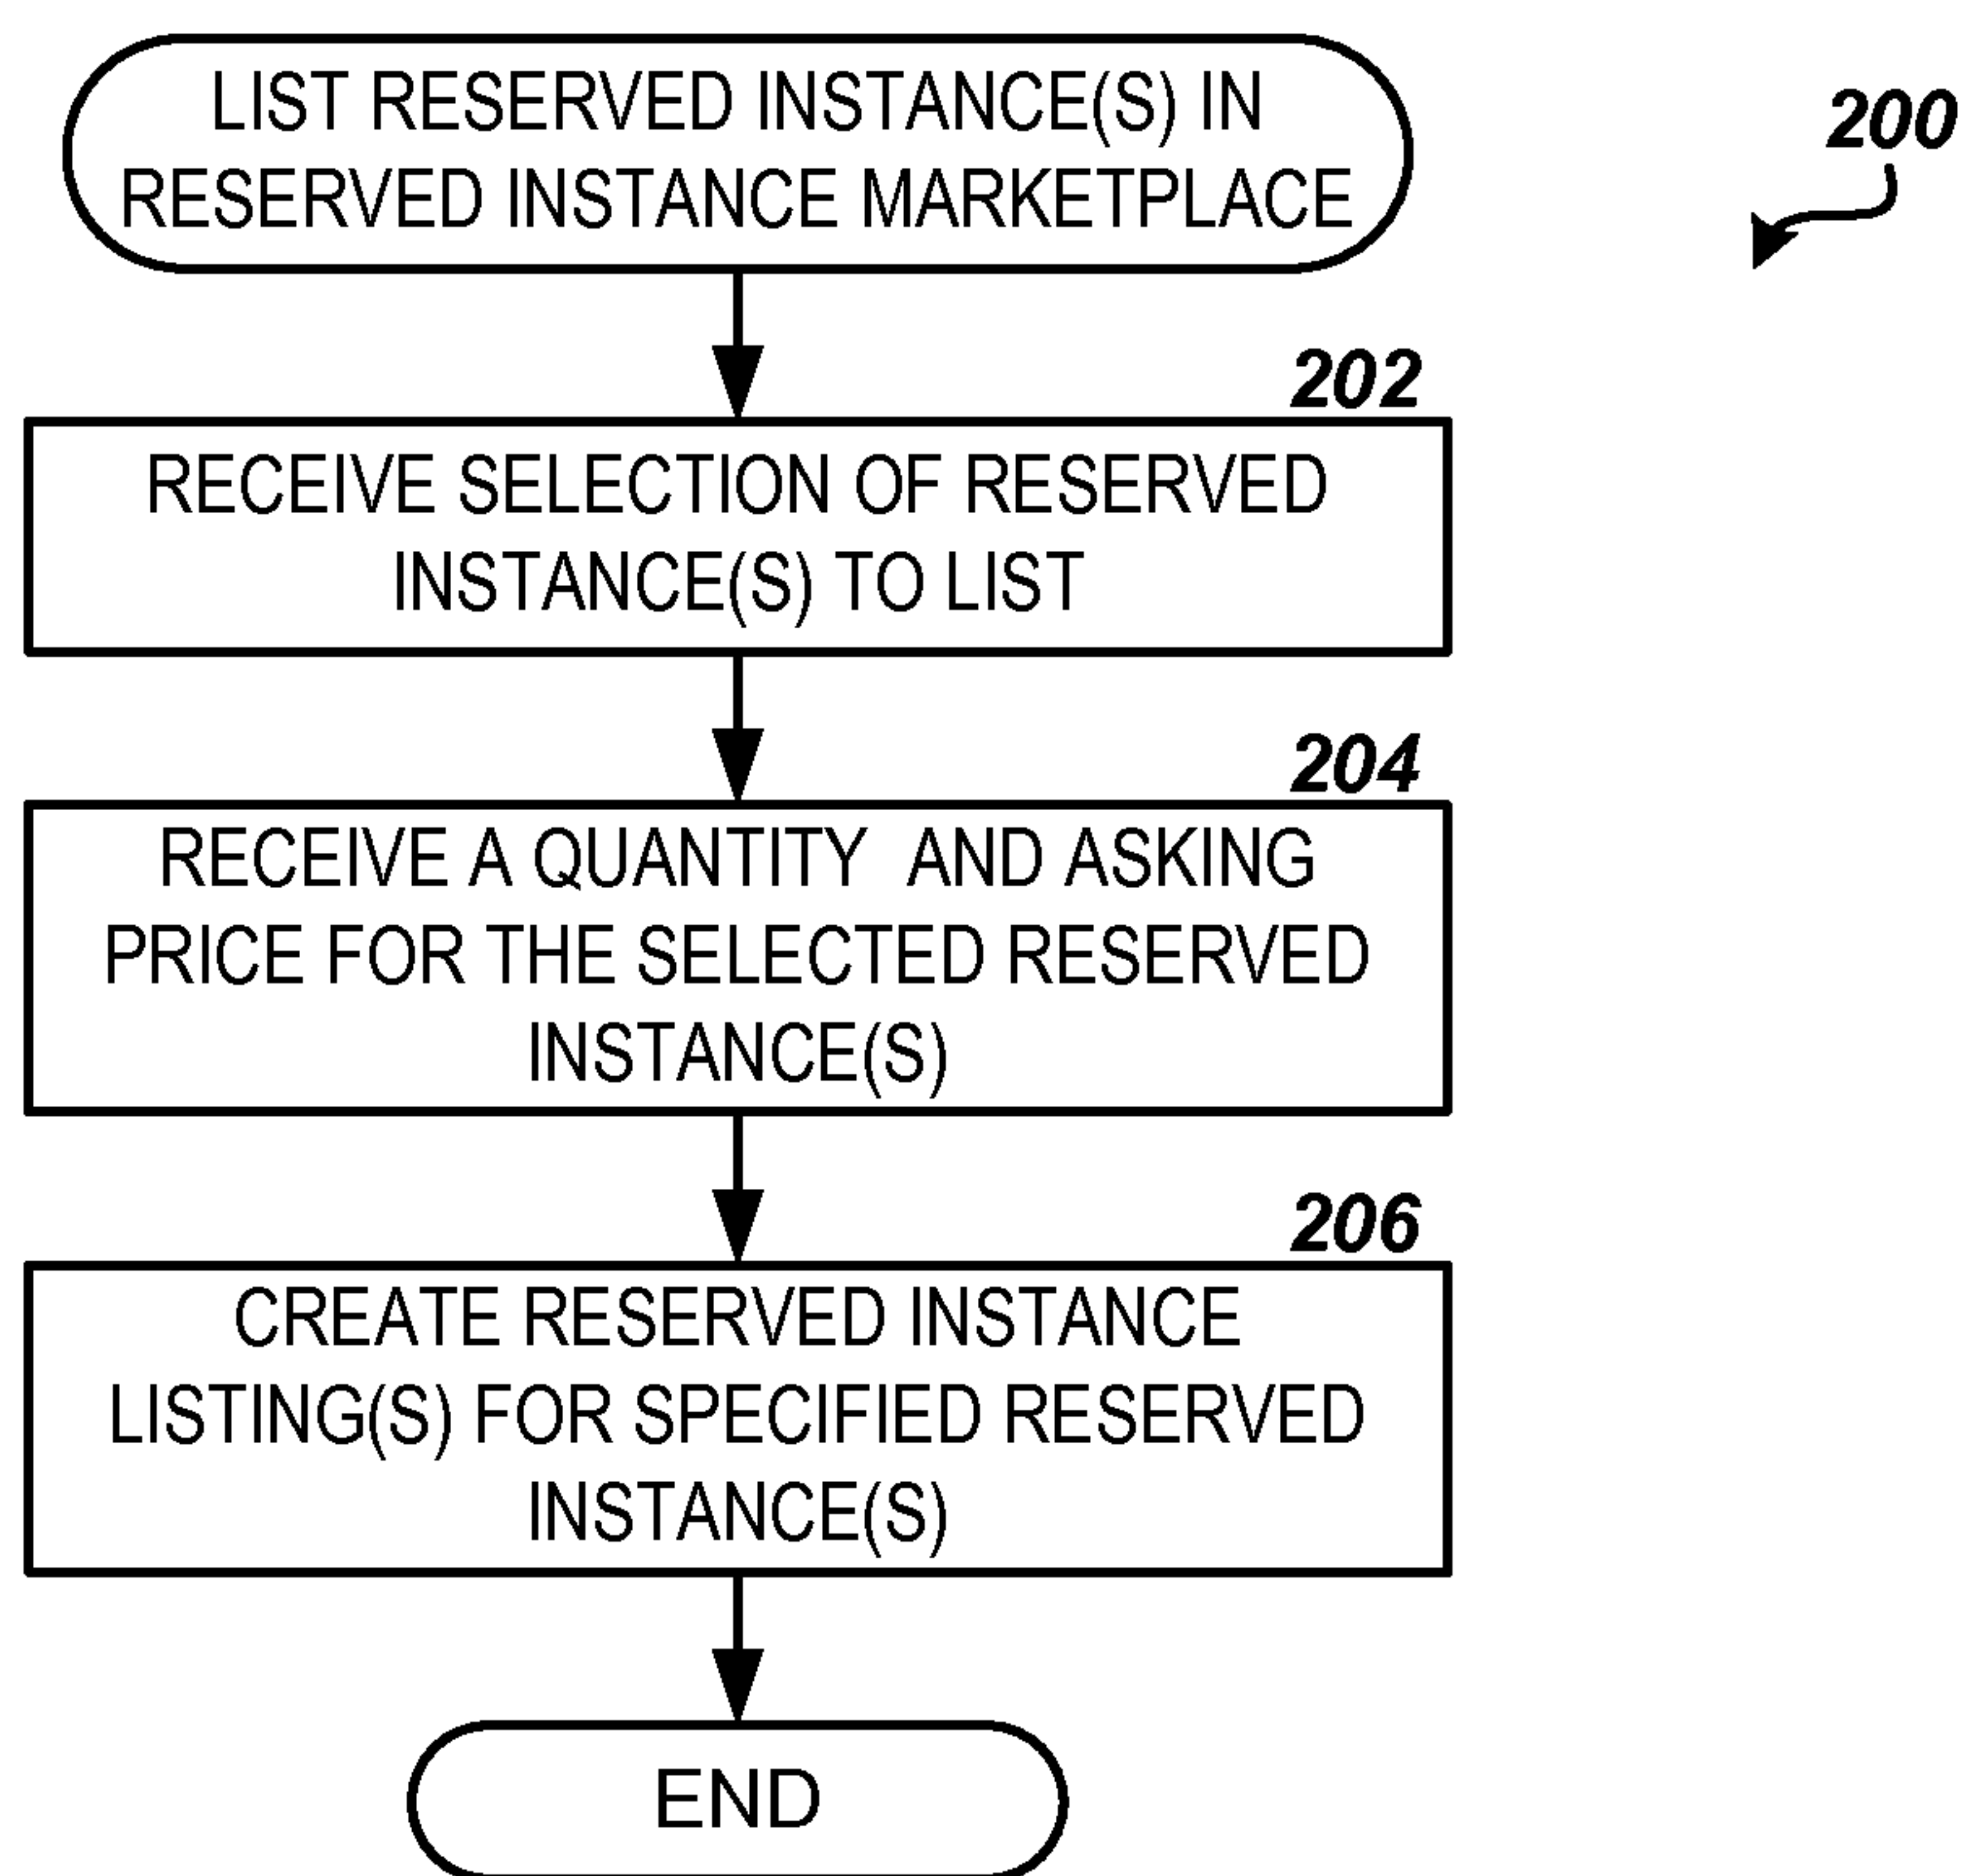 LIST RESERVED INSTANCE(S) IN
RESERVED INSTANCE MARKETPLACE
200
202
RECEIVE SELECTION OF RESERVED
INSTANCE(S) TO LIST
204
RECEIVE A QUANTITY AND ASKING
PRICE FOR THE SELECTED RESERVED
INSTANCE(S)
206
CREATE RESERVED INSTANCE
LISTING(S) FOR SPECIFIED RESERVED
INSTANCE(S)
END